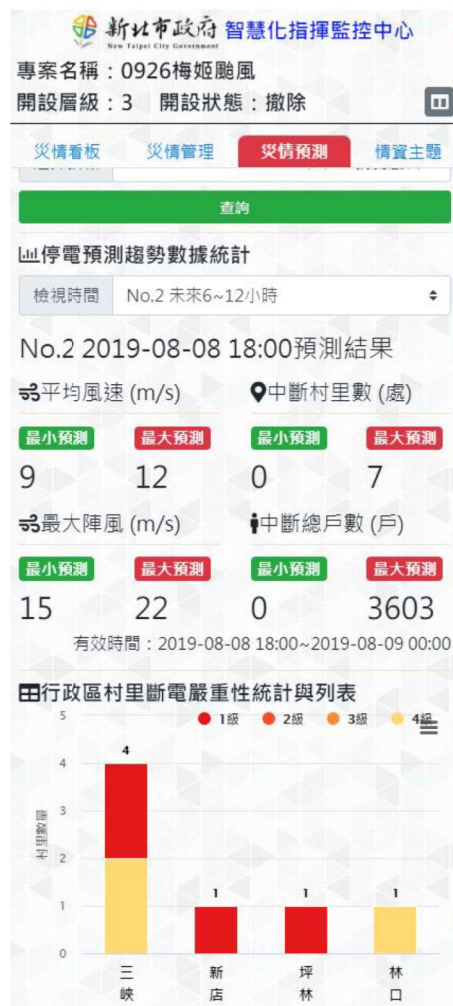 新北市政府 智慧化指揮監控中心
New Taipei City Government
專案名稱：0926梅姬颱風
開設層級：3 開設狀態：撤除
災情看板 災情管理 災情預測 情資主題
查詢
停電預測趨勢數據統計
檢視時間 No.2 未來6~12小時
No.2 2019-08-08 18:00預測結果
平均風速 (m/s) 中斷村里數 (處)
最小預測 最大預測 最小預測 最大預測
9 12 0 7
最大陣風 (m/s) 中斷總戶數 (戶)
最小預測 最大預測 最小預測 最大預測
15 22 0 3603
有效時間：2019-08-08 18:00~2019-08-09 00:00
行政區村里斷電嚴重性統計與列表
1級 2級 3級 4級
村里數量
5
4
3
2
1
0
4 1 1 1
三峽 新店 坪林 林口